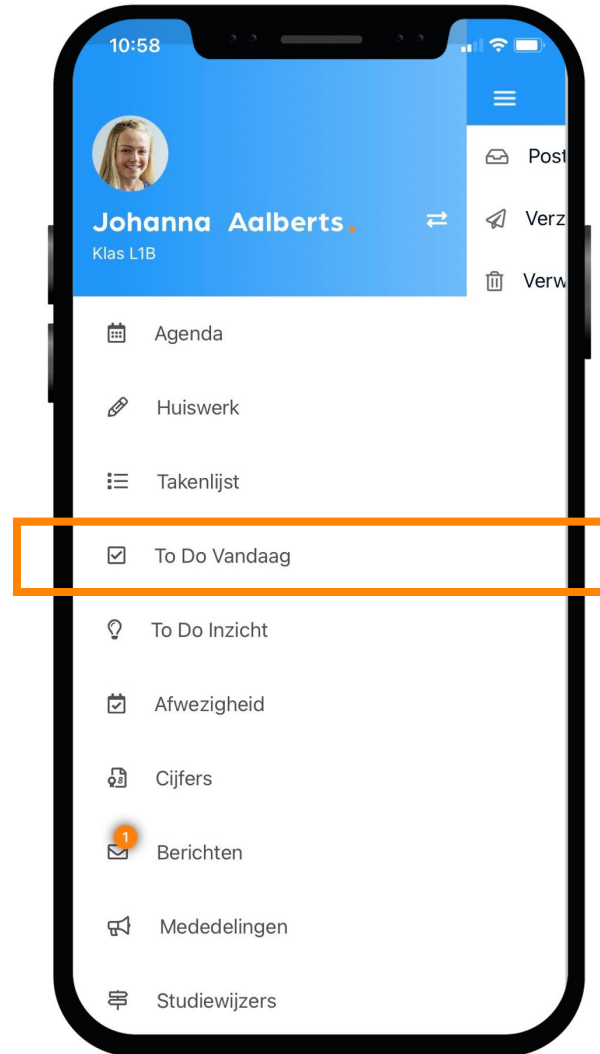 10:58
Johanna Aalberts.
Klas L1B
Agenda
Huiswerk
Takenlijst
To Do Vandaag
To Do Inzicht
Afwezigheid
Cijfers
1
Berichten
Mededelingen
Studiewijzers
Post
Verz
Verw